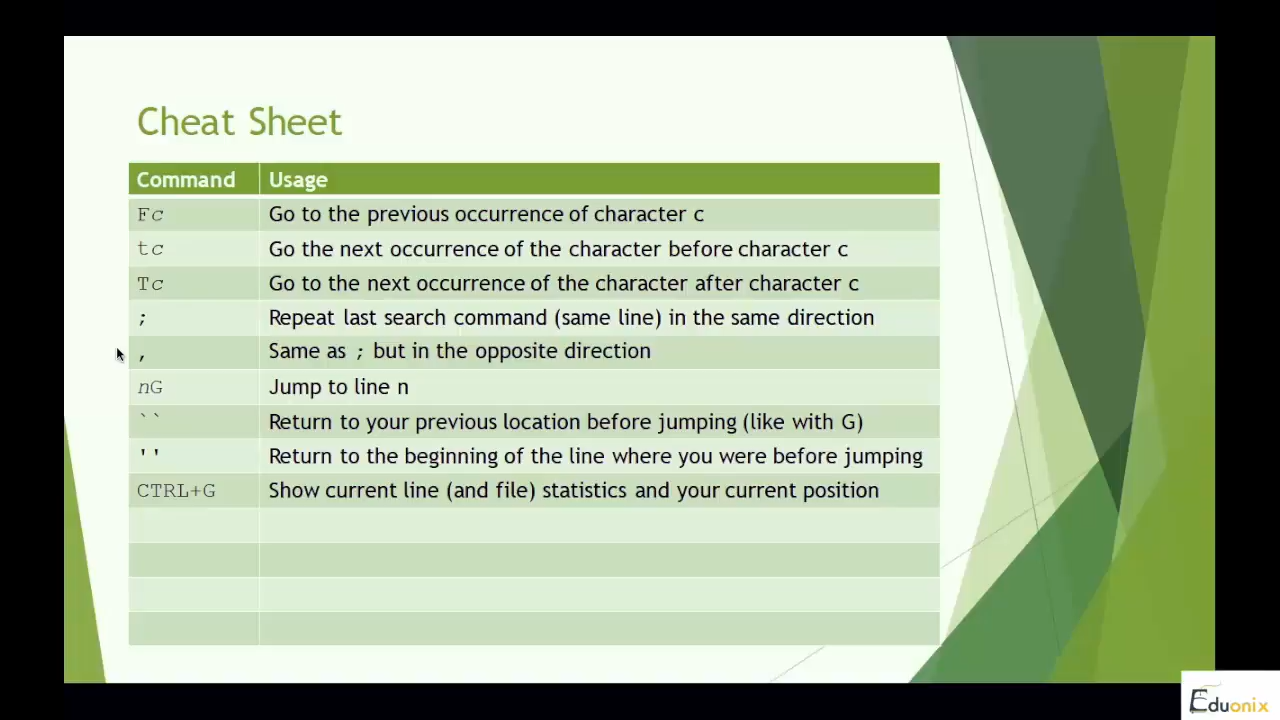 Cheat Sheet
Command Usage
Fc Go to the previous occurrence of character c
tc Go the next occurrence of the character before character c
Tc Go to the next occurrence of the character after character c
; Repeat last search command (same line) in the same direction
, Same as ; but in the opposite direction
nG Jump to line n
`` Return to your previous location before jumping (like with G)
'' Return to the beginning of the line where you were before jumping
CTRL+G Show current line (and file) statistics and your current position
Eduonix